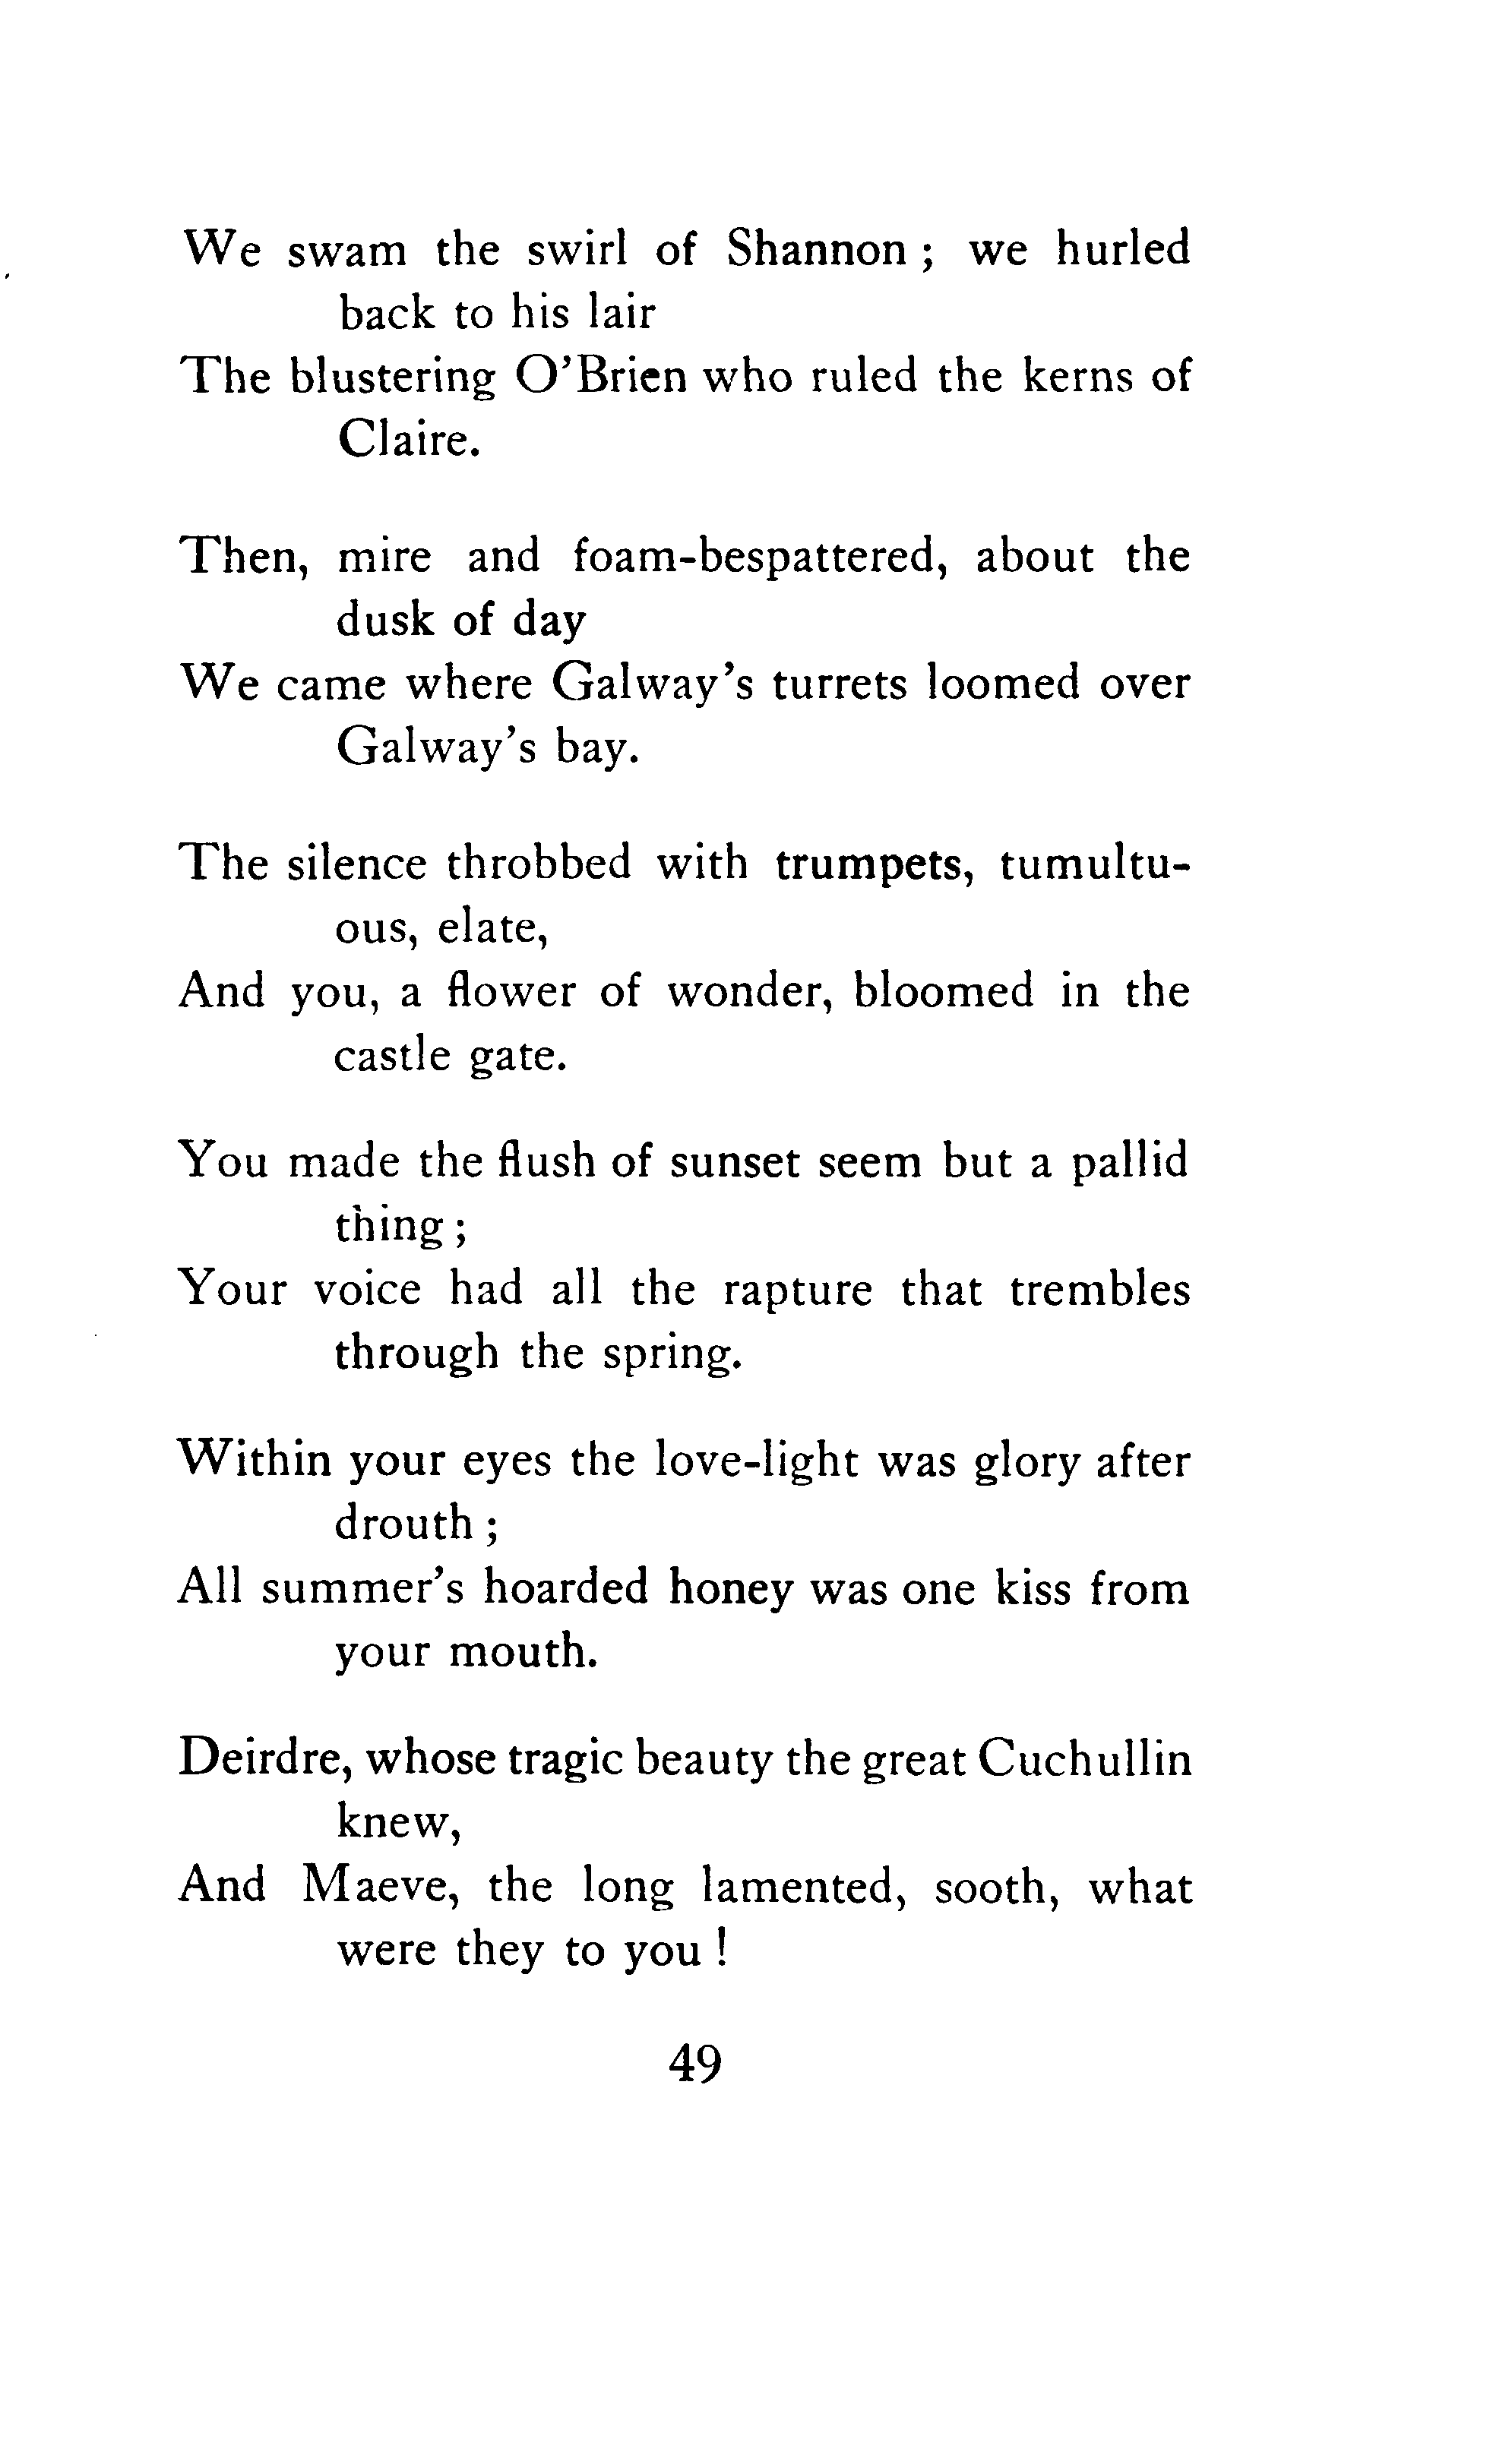 We swam the swirl of Shannon ; we hurled
back to his lair
The blustering O'Brien who ruled the kerns of
Claire.
Then, mire and foam-bespattered, about the
dusk of day
We came where Galway's turrets loomed over
Galway's bay.
The silence throbbed with trumpets, tumultu-
ous, elate,
And you, a flower of wonder, bloomed in the
castle gate.
You made the flush of sunset seem but a pallid
thing ;
Your voice had all the rapture that trembles
through the spring.
Within your eyes the love-light was glory after
drouth ;
All summer's hoarded honey was one kiss from
your mouth.
Deirdre, whose tragic beauty the great Cuchullin
knew,
And Maeve, the long lamented, sooth, what
were they to you !
49